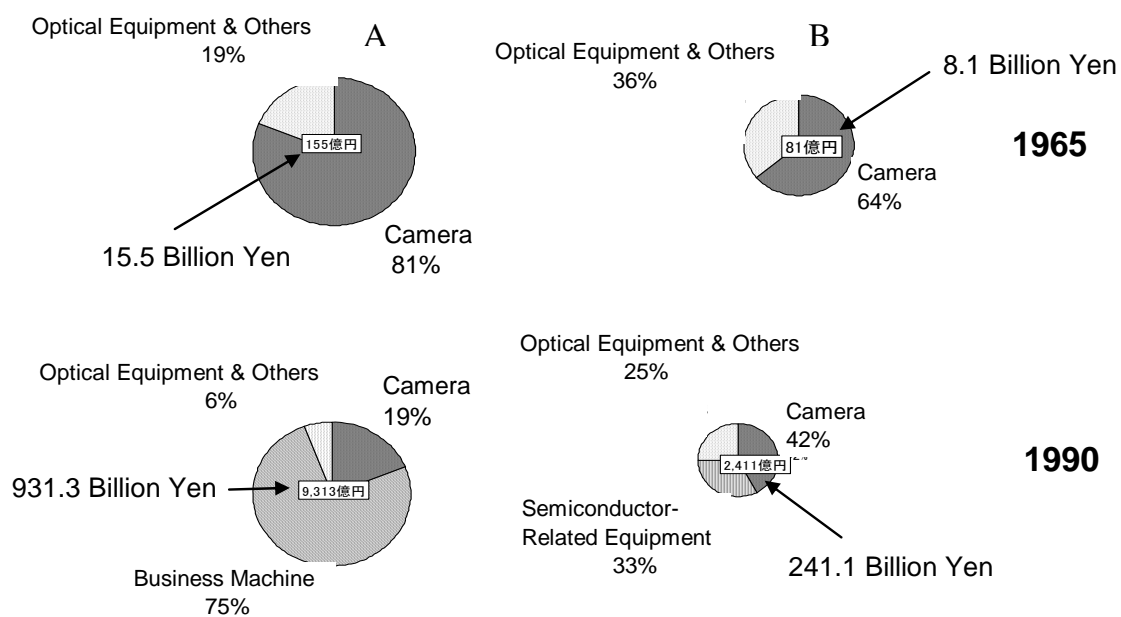 Optical Equipment & Others
19%
A
155億円
15.5 Billion Yen
Camera
81%
Optical Equipment & Others
36%
B
8.1 Billion Yen
81億円
Camera
64%
1965
Optical Equipment & Others
6%
Camera
19%
931.3 Billion Yen
9,313億円
Business Machine
75%
Optical Equipment & Others
25%
Camera
42%
2,411億円
Semiconductor-
Related Equipment
33%
241.1 Billion Yen
1990